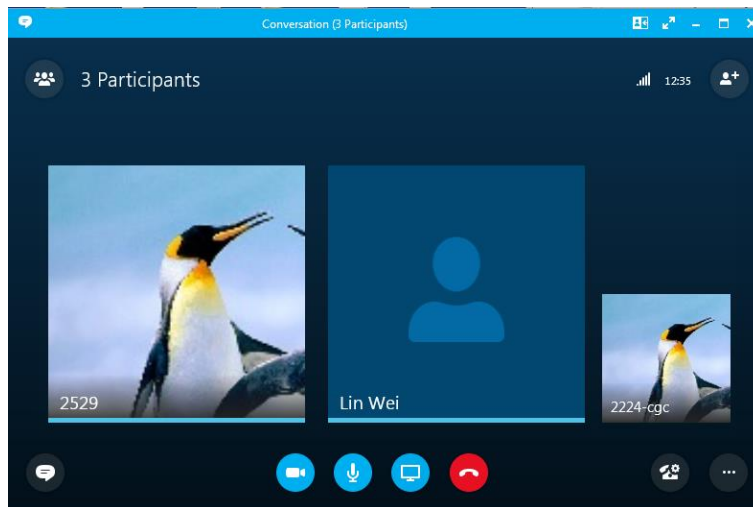 Conversation (3 Participants)
3 Participants
12:35
2529
Lin Wei
2224-cgc